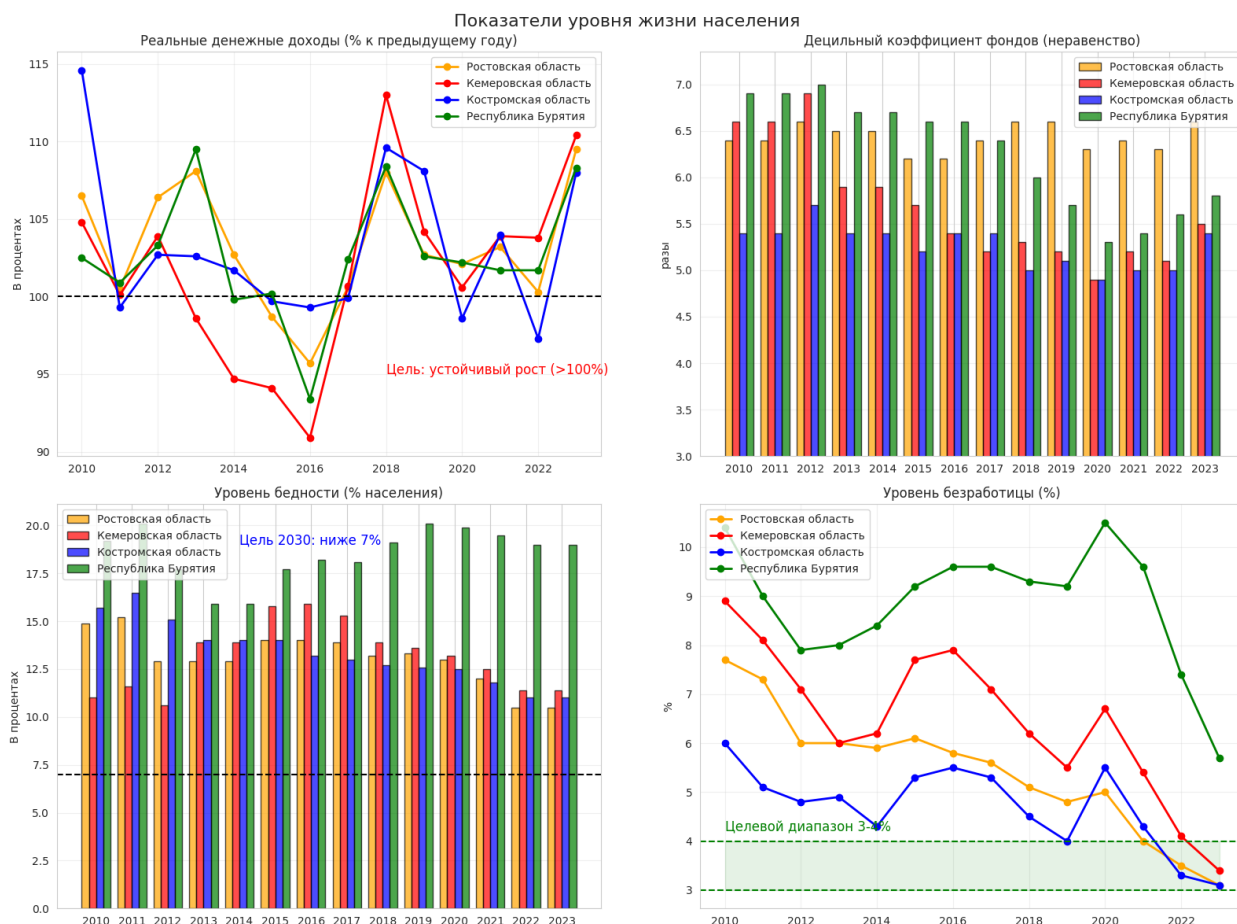 Показатели уровня жизни населения
Реальные денежные доходы (% к предыдущему году)
В процентах
115
110
105
100
95
90
Ростовская область
Кемеровская область
Костромская область
Республика Бурятия
Цель: устойчивый рост (>100%)
2010 2012 2014 2016 2018 2020 2022
Децильный коэффициент фондов (неравенство)
разы
7.0
6.5
6.0
5.5
5.0
4.5
4.0
3.5
3.0
Ростовская область
Кемеровская область
Костромская область
Республика Бурятия
2010 2011 2012 2013 2014 2015 2016 2017 2018 2019 2020 2021 2022 2023
Уровень бедности (% населения)
В процентах
20.0
17.5
15.0
12.5
10.0
7.5
5.0
2.5
0.0
Ростовская область
Кемеровская область
Костромская область
Республика Бурятия
Цель 2030: ниже 7%
2010 2011 2012 2013 2014 2015 2016 2017 2018 2019 2020 2021 2022 2023
Уровень безработицы (%)
%
10
9
8
7
6
5
4
3
Ростовская область
Кемеровская область
Костромская область
Республика Бурятия
Целевой диапазон 3-4%
2010 2012 2014 2016 2018 2020 2022